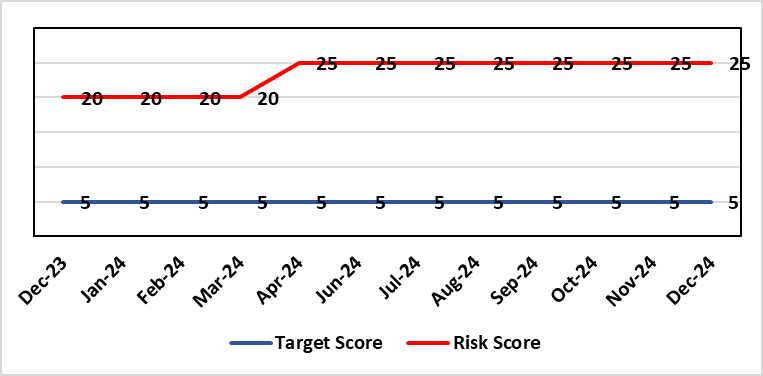 25 25 25 25 25 25 25 25
20 20 20 20
5 5 5 5 5 5 5 5 5 5 5 5
Dec-23 Jan-24 Feb-24 Mar-24 Apr-24 Jun-24 Jul-24 Aug-24 Sep-24 Oct-24 Nov-24 Dec-24
Target Score Risk Score